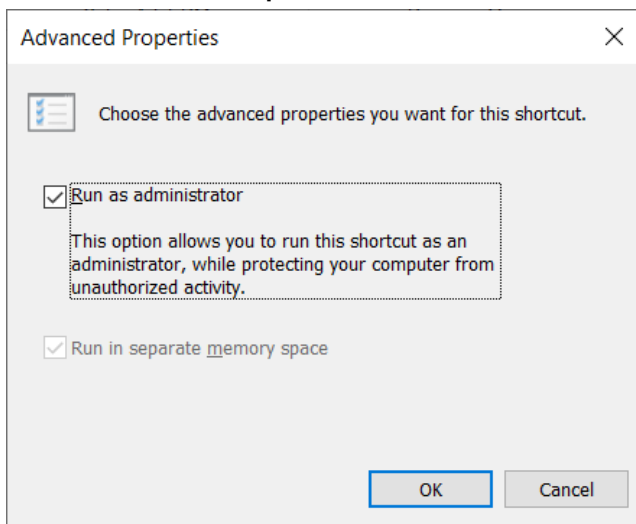 Advanced Properties
Choose the advanced properties you want for this shortcut.
Run as administrator
This option allows you to run this shortcut as an
administrator, while protecting your computer from
unauthorized activity.
Run in separate memory space
OK
Cancel